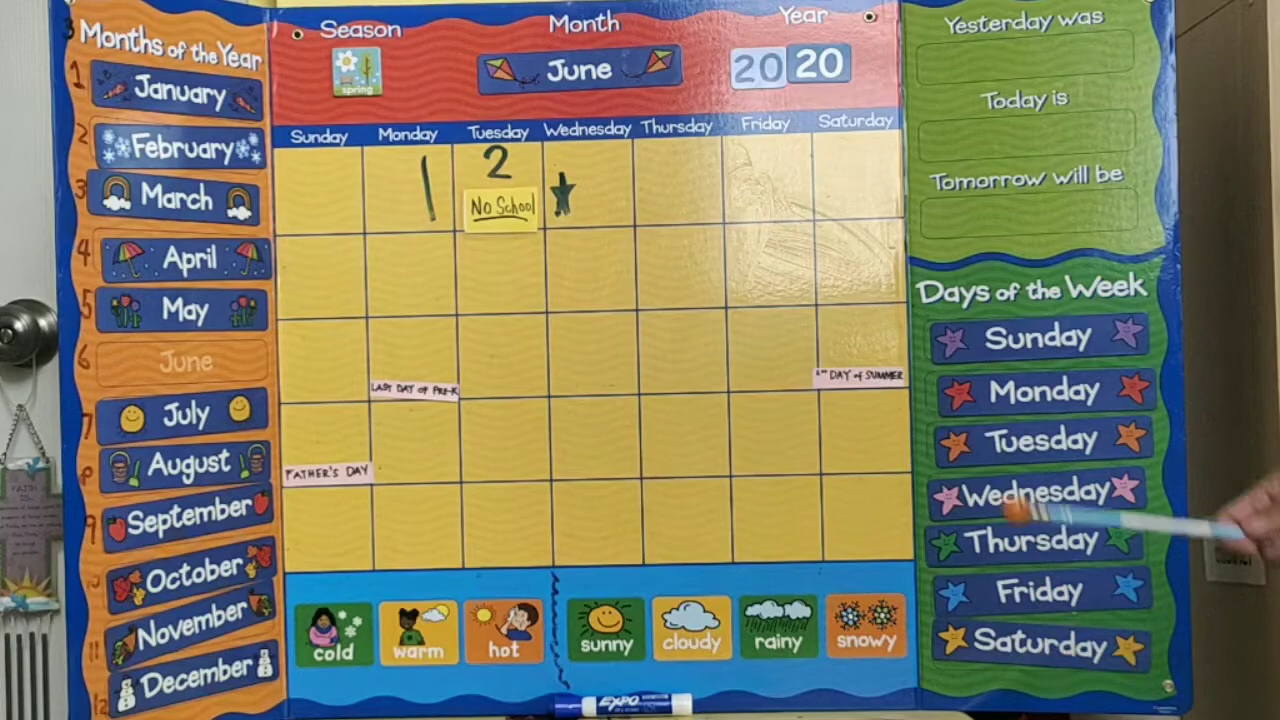 Months of the Year
1 January
2 February
3 March
4 April
5 May
6 June
7 July
August
9 September
October
November
12 December
Season
spring
Month
June
Year
20 20
Sunday Monday Tuesday Wednesday Thursday Friday Saturday
1 2
No School
LAST DAY OF PRE-K
DAY of SUMMER
FATHER'S DAY
cold warm hot sunny cloudy rainy snowy
EXPO
Yesterday was
Today is
Tomorrow will be
Days of the Week
Sunday
Monday
Tuesday
Wednesday
Thursday
Friday
Saturday
FAITH